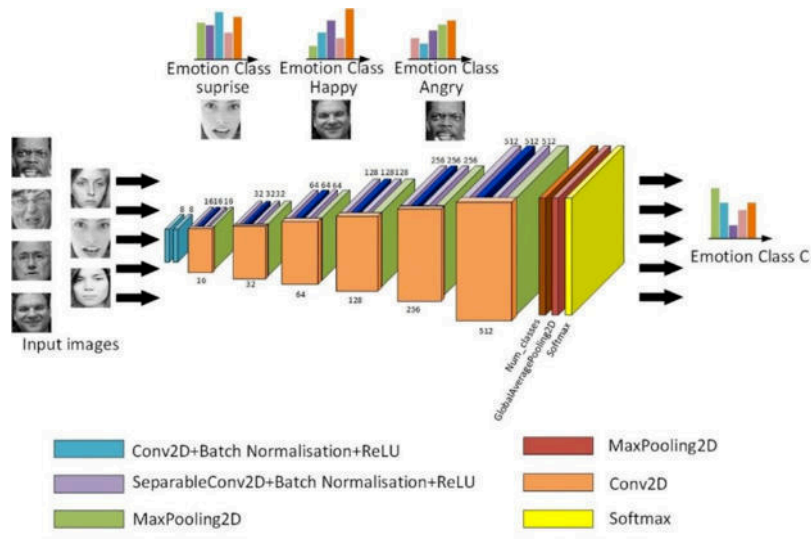 Emotion Class
suprise
Emotion Class
Happy
Emotion Class
Angry
8 8
16 16 16
32 32 32
64 64 64
128 128 128
256 256 256
512 512 512
16
32
64
128
256
512
Input images
Num_classes
GlobalAveragePooling2D
Softmax
Emotion Class C
Conv2D+Batch Normalisation+ReLU
SeparableConv2D+Batch Normalisation+ReLU
MaxPooling2D
MaxPooling2D
Conv2D
Softmax